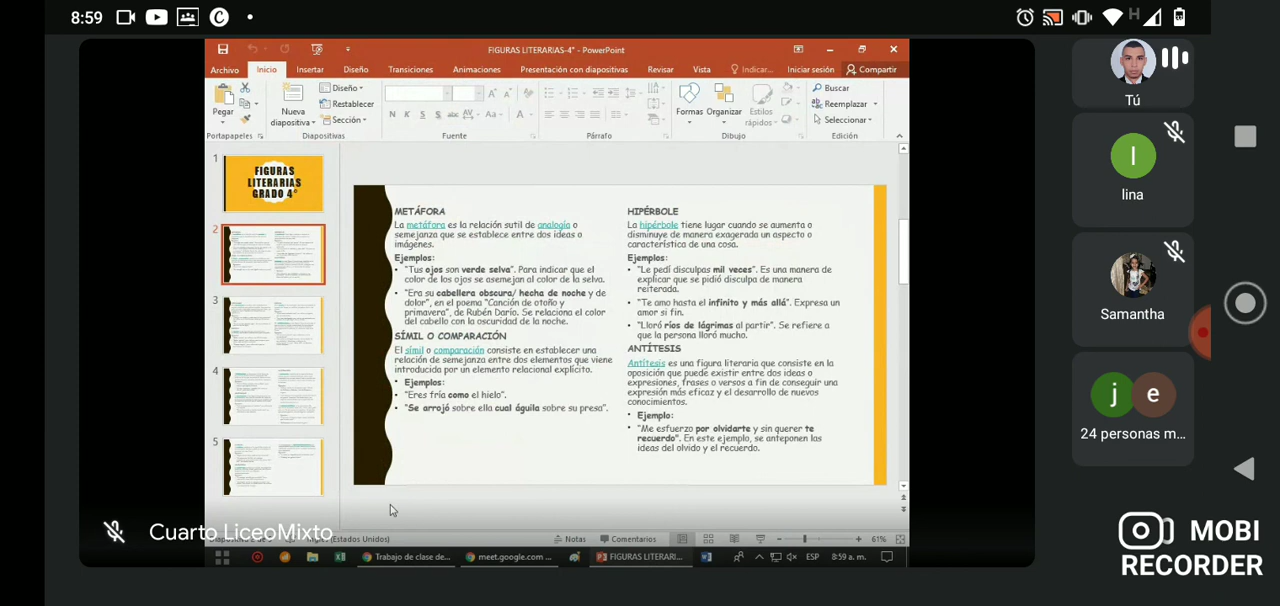 8:59
FIGURAS LITERARIAS-4° - PowerPoint
Archivo Inicio Insertar Diseño Transiciones Animaciones Presentación con diapositivas Revisar Vista Indicar... Iniciar sesión Compartir
Pegar
Nueva
diapositiva
Diseño
Restablecer
Sección
N K S S abc AV Aa A
Formas Organizar Estilos
rápidos
Buscar
Reemplazar
Seleccionar
Portapapeles Diapositivas Fuente Párrafo Dibujo Edición
1
FIGURAS
LITERARIAS
GRADO 4°
2
3
4
5
METÁFORA
La metáfora es la relación sutil de analogía o
semejanza que se establece entre dos ideas o
imágenes.
Ejemplos:
• "Tus ojos son verde selva". Para indicar que el
color de los ojos se asemejan al color de la selva.
• "Era su cabellera obscura/ hecha de noche y de
dolor", en el poema "Canción de otoño y
primavera", de Rubén Darío. Se relaciona el color
del cabello con la oscuridad de la noche.
SÍMIL O COMPARACIÓN
El símil o comparación consiste en establecer una
relación de semejanza entre dos elementos que viene
introducida por un elemento relacional explícito.
• Ejemplos:
• "Eres fría como el hielo".
• "Se arrojó sobre ella cual águila sobre su presa".
HIPÉRBOLE
La hipérbole tiene lugar cuando se aumenta o
disminuye de manera exagerada un aspecto o
característica de una cosa.
Ejemplos:
• "Le pedí disculpas mil veces". Es una manera de
explicar que se pidió disculpa de manera
reiterada.
• "Te amo hasta el infinito y más allá". Expresa un
amor si fin.
• "Lloró ríos de lágrimas al partir". Se refiere a
que la persona lloró mucho.
ANTÍTESIS
Antítesis es una figura literaria que consiste en la
oposición que puede existir entre dos ideas o
expresiones, frases o versos a fin de conseguir una
expresión más eficaz y el desarrollo de nuevos
conocimientos.
• Ejemplo:
• "Me esfuerzo por olvidarte y sin querer te
recuerdo". En este ejemplo, se anteponen las
ideas del olvido y el recuerdo.
Cuarto LiceoMixto
(Estados Unidos) Notas Comentarios 61%
Trabajo de clase de... meet.google.com ... FIGURAS LITERARI... ESP 8:59 a. m.
H
Tú
l
lina
Samantha
j e
24 personas m...
MOBI
RECORDER